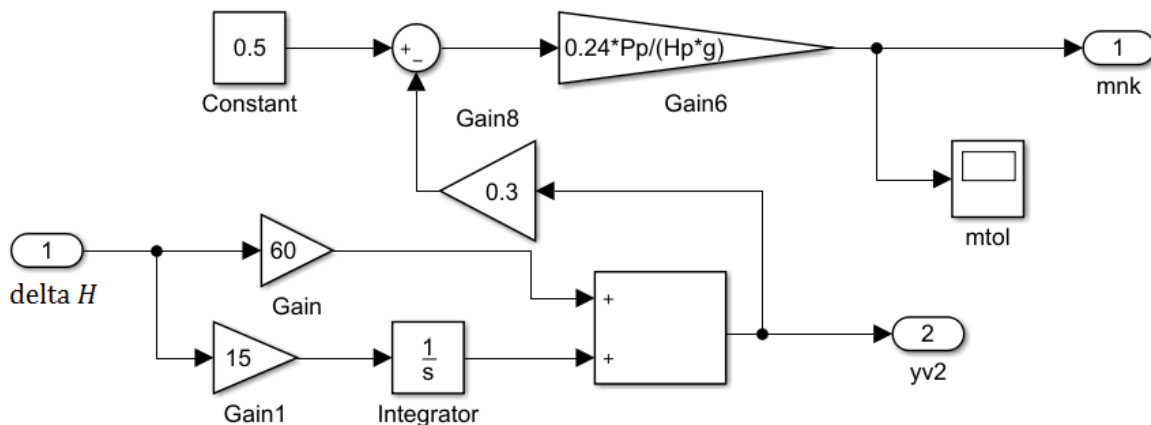 0.5
+
−
0.24*Pp/(Hp*g)
1
mnk
Constant
Gain8
Gain6
0.3
mtol
1
delta H
60
Gain
+
+
2
yv2
15
Gain1
1
s
Integrator